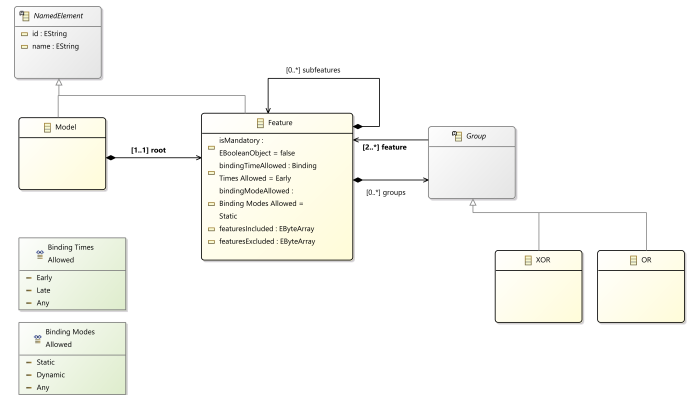 NamedElement
id : EString
name : EString
[0..*] subfeatures
Model
Feature
[1..1] root
isMandatory :
EBooleanObject = false
bindingTimeAllowed : Binding
Times Allowed = Early
bindingModeAllowed :
Binding Modes Allowed =
Static
featuresIncluded : EByteArray
featuresExcluded : EByteArray
[2..*] feature
[0..*] groups
Group
XOR
OR
Binding Times
Allowed
Early
Late
Any
Binding Modes
Allowed
Static
Dynamic
Any